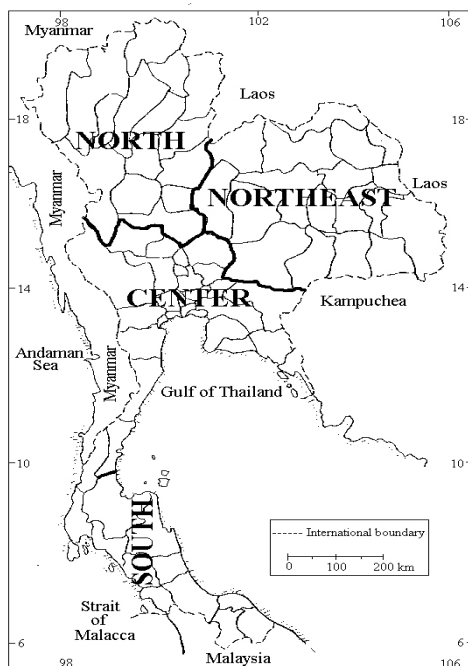 98
102
106
Myanmar
Laos
18
18
NORTH
Myanmar
NORTHEAST
Laos
14
14
CENTER
Kampuchea
Andaman
Sea
Myanmar
Gulf of Thailand
10
10
SOUTH
International boundary
0 100 200 km
Strait
of
Malacca
6
6
98
Malaysia
102
106